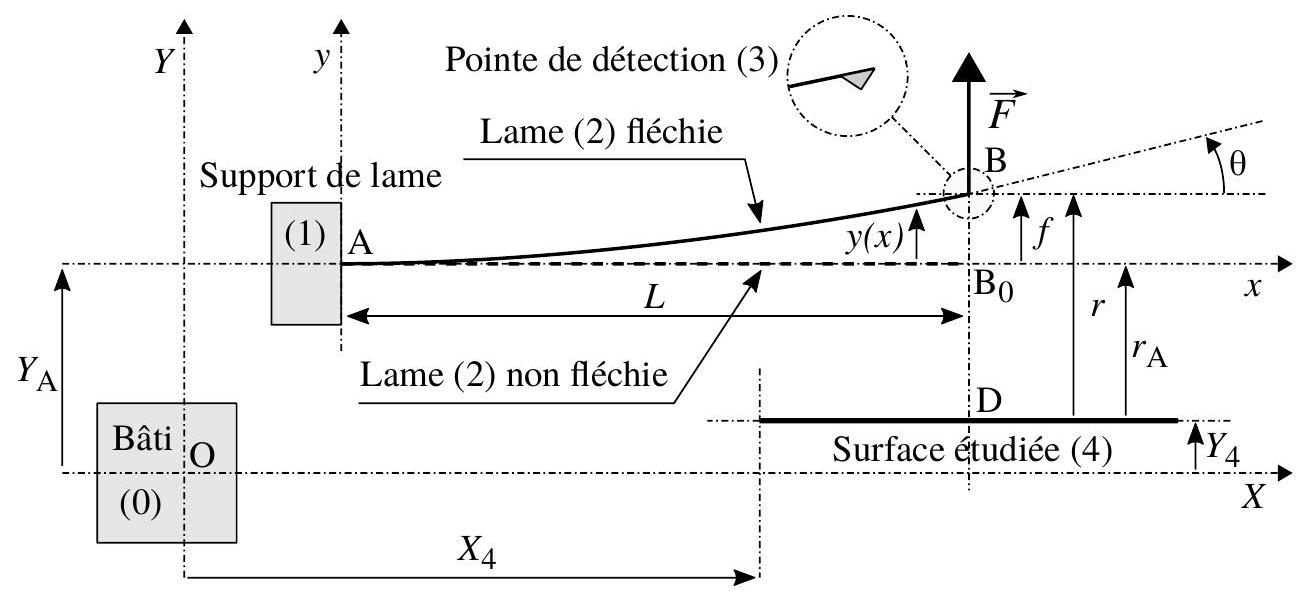 Y
y
Pointe de détection (3)
F
Lame (2) fléchie
B
θ
Support de lame
(1)
A
y(x)
f
B0
x
L
r
YA
rA
Lame (2) non fléchie
D
Bâti
O
Surface étudiée (4)
Y4
(0)
X
X4